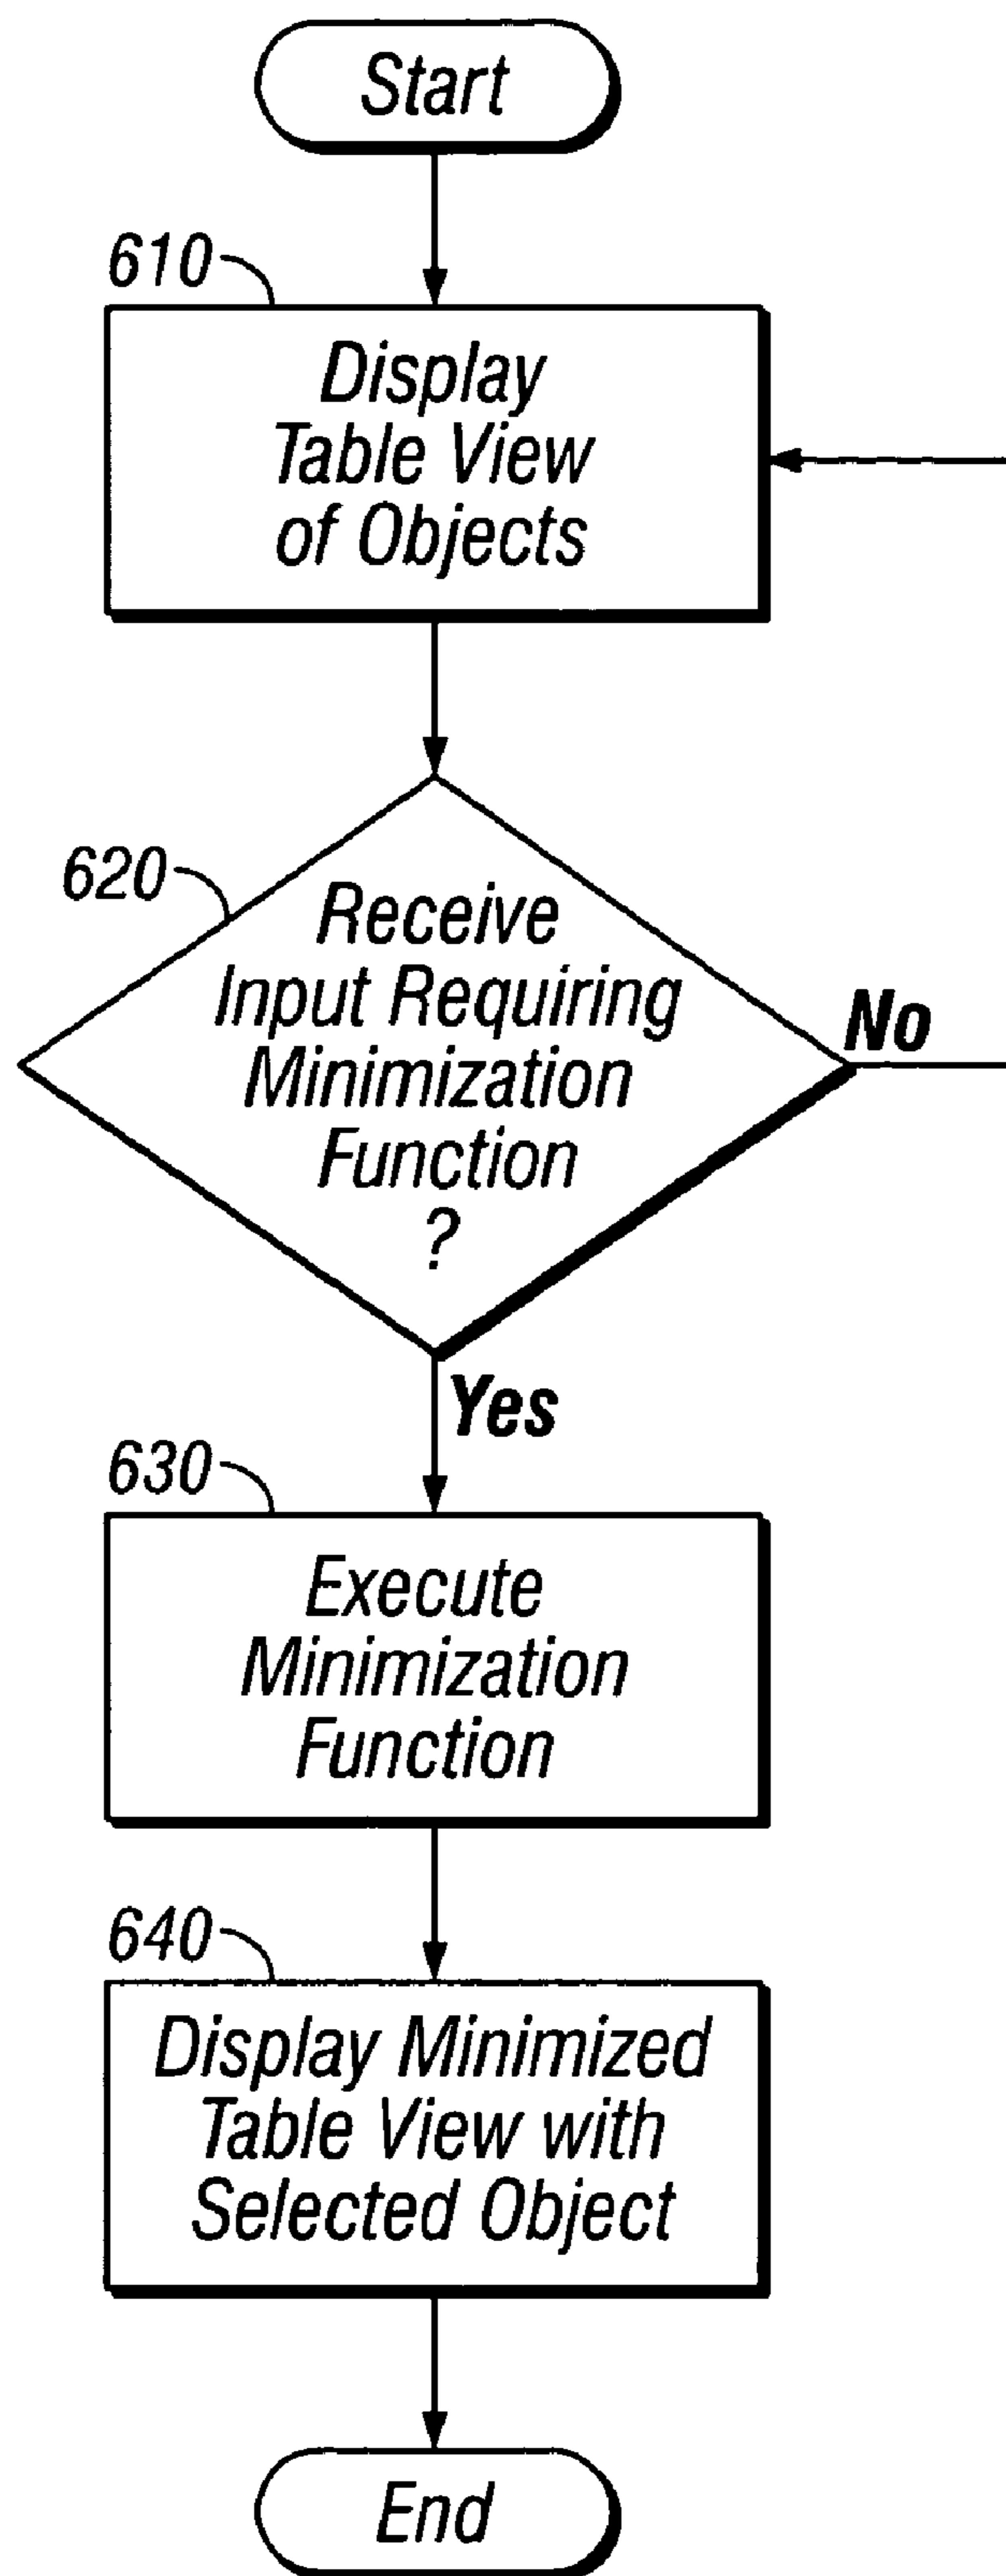 Start
610
Display
Table View
of Objects
620
Receive
Input Requiring
Minimization
Function
?
No
Yes
630
Execute
Minimization
Function
640
Display Minimized
Table View with
Selected Object
End